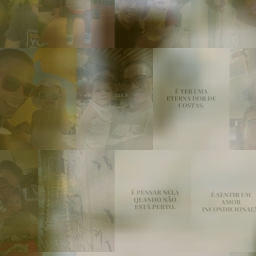 É TER UMA
ETERNA DOR DE
COSTAS.
É PENSAR NELA
QUANDO NÃO
ESTÁ PERTO.
É SENTIR UM
AMOR
INCONDICIONAL